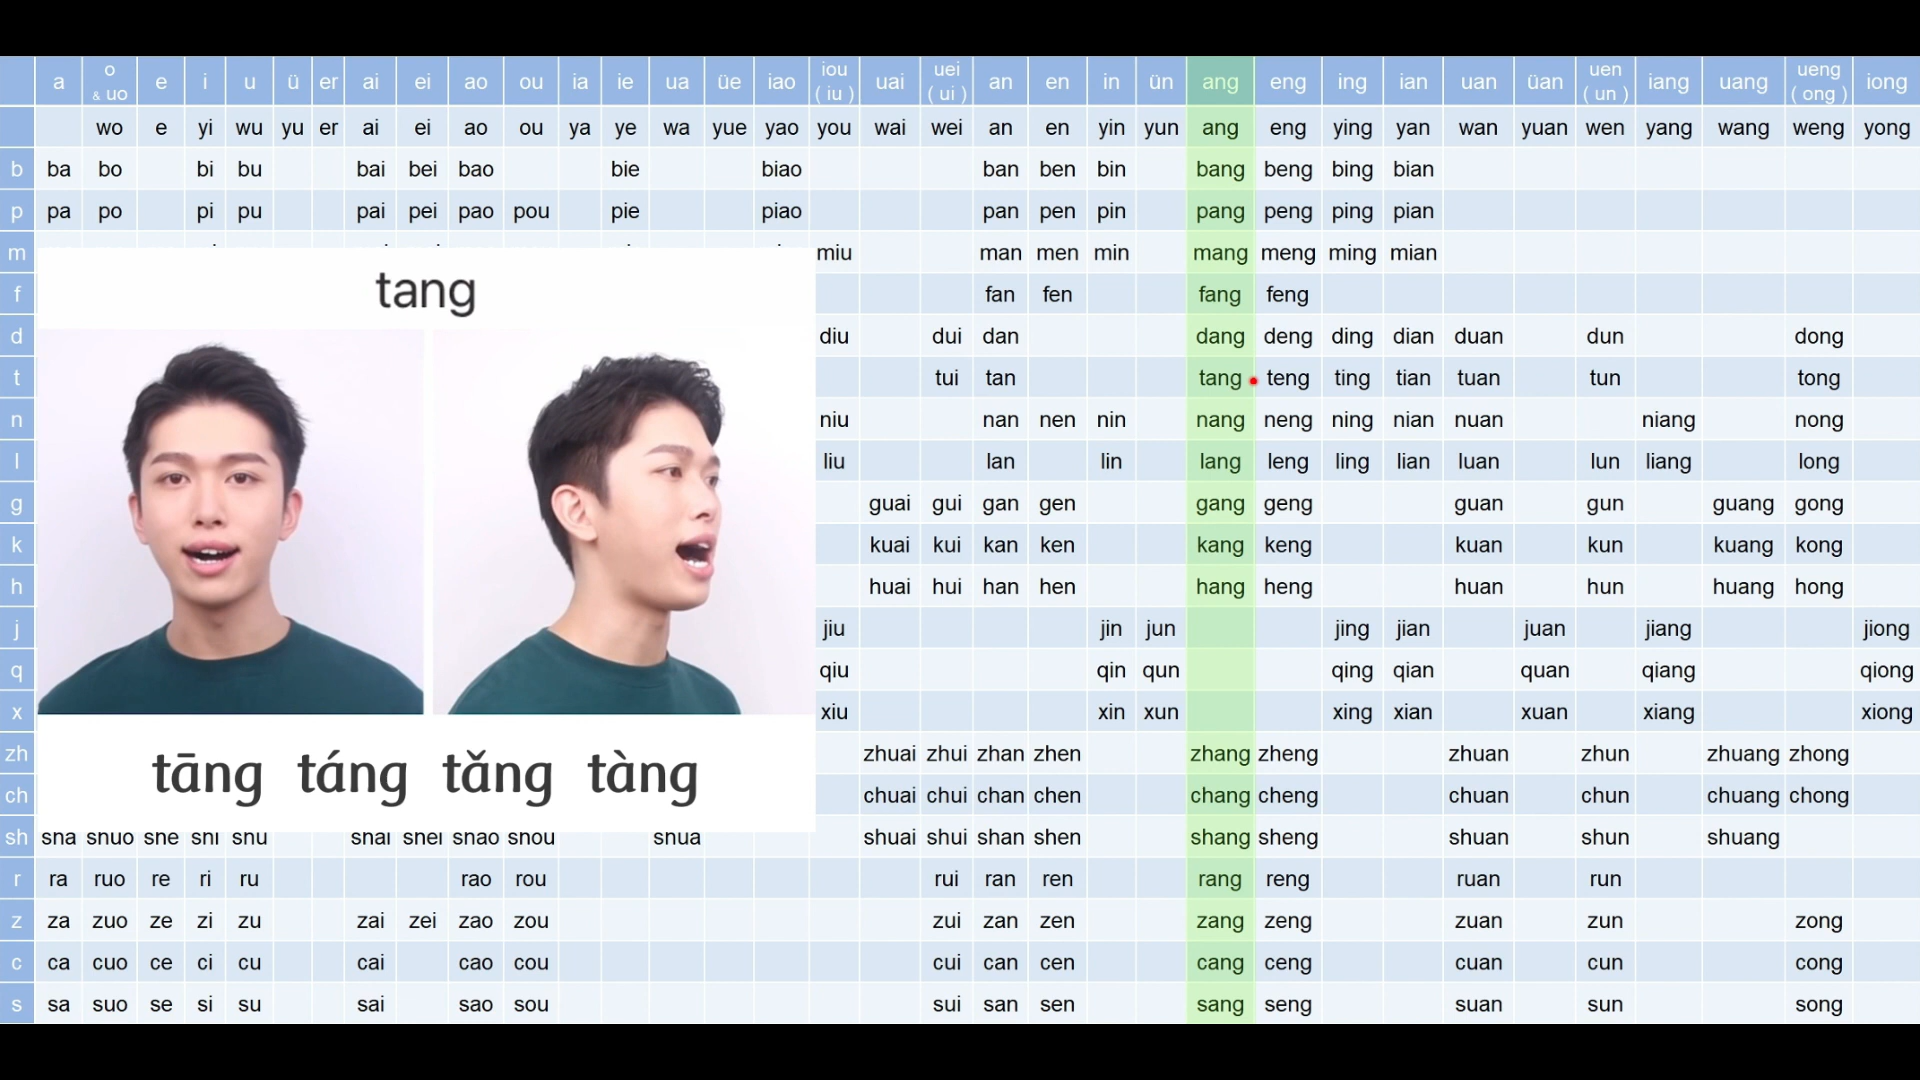 a o & uo e i u ü er ai ei ao ou ia ie ua üe iao iou ( iu ) uai uei ( ui ) an en in ün ang eng ing ian uan üan uen ( un ) iang uang ueng ( ong ) iong
wo e yi wu yu er ai ei ao ou ya ye wa yue yao you wai wei an en yin yun ang eng ying yan wan yuan wen yang wang weng yong
b ba bo bi bu bai bei bao bie biao ban ben bin bang beng bing bian
p pa po pi pu pai pei pao pou pie piao pan pen pin pang peng ping pian
m miu man men min mang meng ming mian
f fan fen fang feng
d diu dui dan dang deng ding dian duan dun dong
t tui tan tang teng ting tian tuan tun tong
n niu nan nen nin nang neng ning nian nuan niang nong
l liu lan lin lang leng ling lian luan lun liang long
g guai gui gan gen gang geng guan gun guang gong
k kuai kui kan ken kang keng kuan kun kuang kong
h huai hui han hen hang heng huan hun huang hong
j jiu jin jun jing jian juan jiang jiong
q qiu qin qun qing qian quan qiang qiong
x xiu xin xun xing xian xuan xiang xiong
zh zhuai zhui zhan zhen zhang zheng zhuan zhun zhuang zhong
ch chuai chui chan chen chang cheng chuan chun chuang chong
sh sha shuo she shi shu shai shei shao shou shua shuai shui shan shen shang sheng shuan shun shuang
r ra ruo re ri ru rao rou rui ran ren rang reng ruan run
z za zuo ze zi zu zai zei zao zou zui zan zen zang zeng zuan zun zong
c ca cuo ce ci cu cai cao cou cui can cen cang ceng cuan cun cong
s sa suo se si su sai sao sou sui san sen sang seng suan sun song
tang
tāng táng tǎng tàng